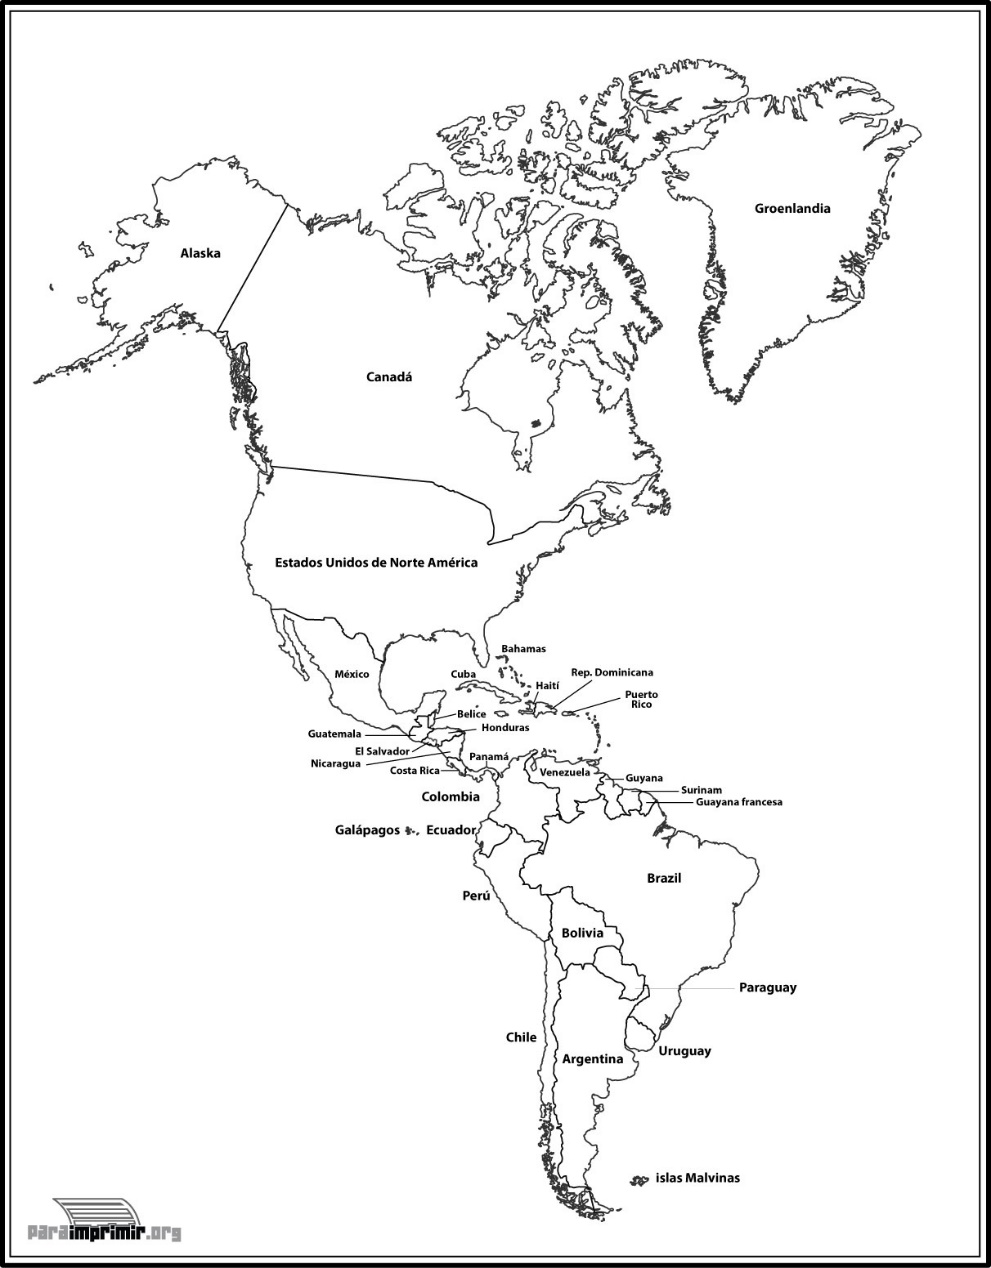 Groenlandia
Alaska
Canadá
Estados Unidos de Norte América
Bahamas
México
Cuba
Rep. Dominicana
Haití
Puerto
Rico
Belice
Guatemala
Honduras
El Salvador
Nicaragua
Panamá
Costa Rica
Venezuela
Guyana
Surinam
Colombia
Guayana francesa
Galápagos
Ecuador
Brazil
Perú
Bolivia
Paraguay
Chile
Uruguay
Argentina
islas Malvinas
paraimprimir.org